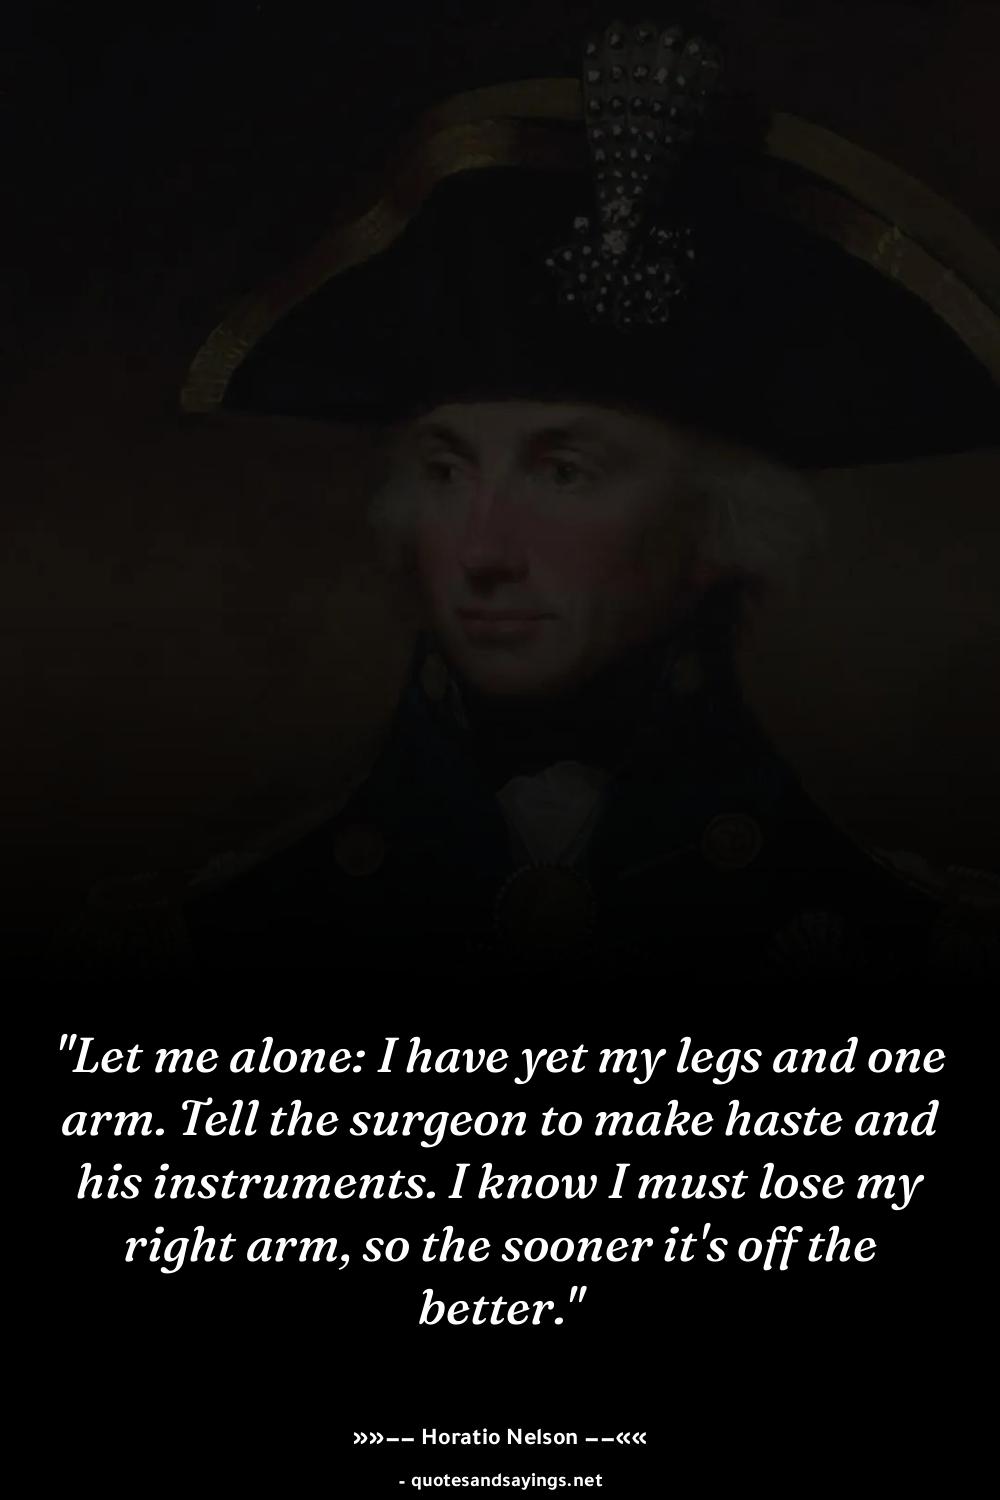 "Let me alone: I have yet my legs and one
arm. Tell the surgeon to make haste and
his instruments. I know I must lose my
right arm, so the sooner it's off the
better."
»»–– Horatio Nelson ––««
- quotesandsayings.net